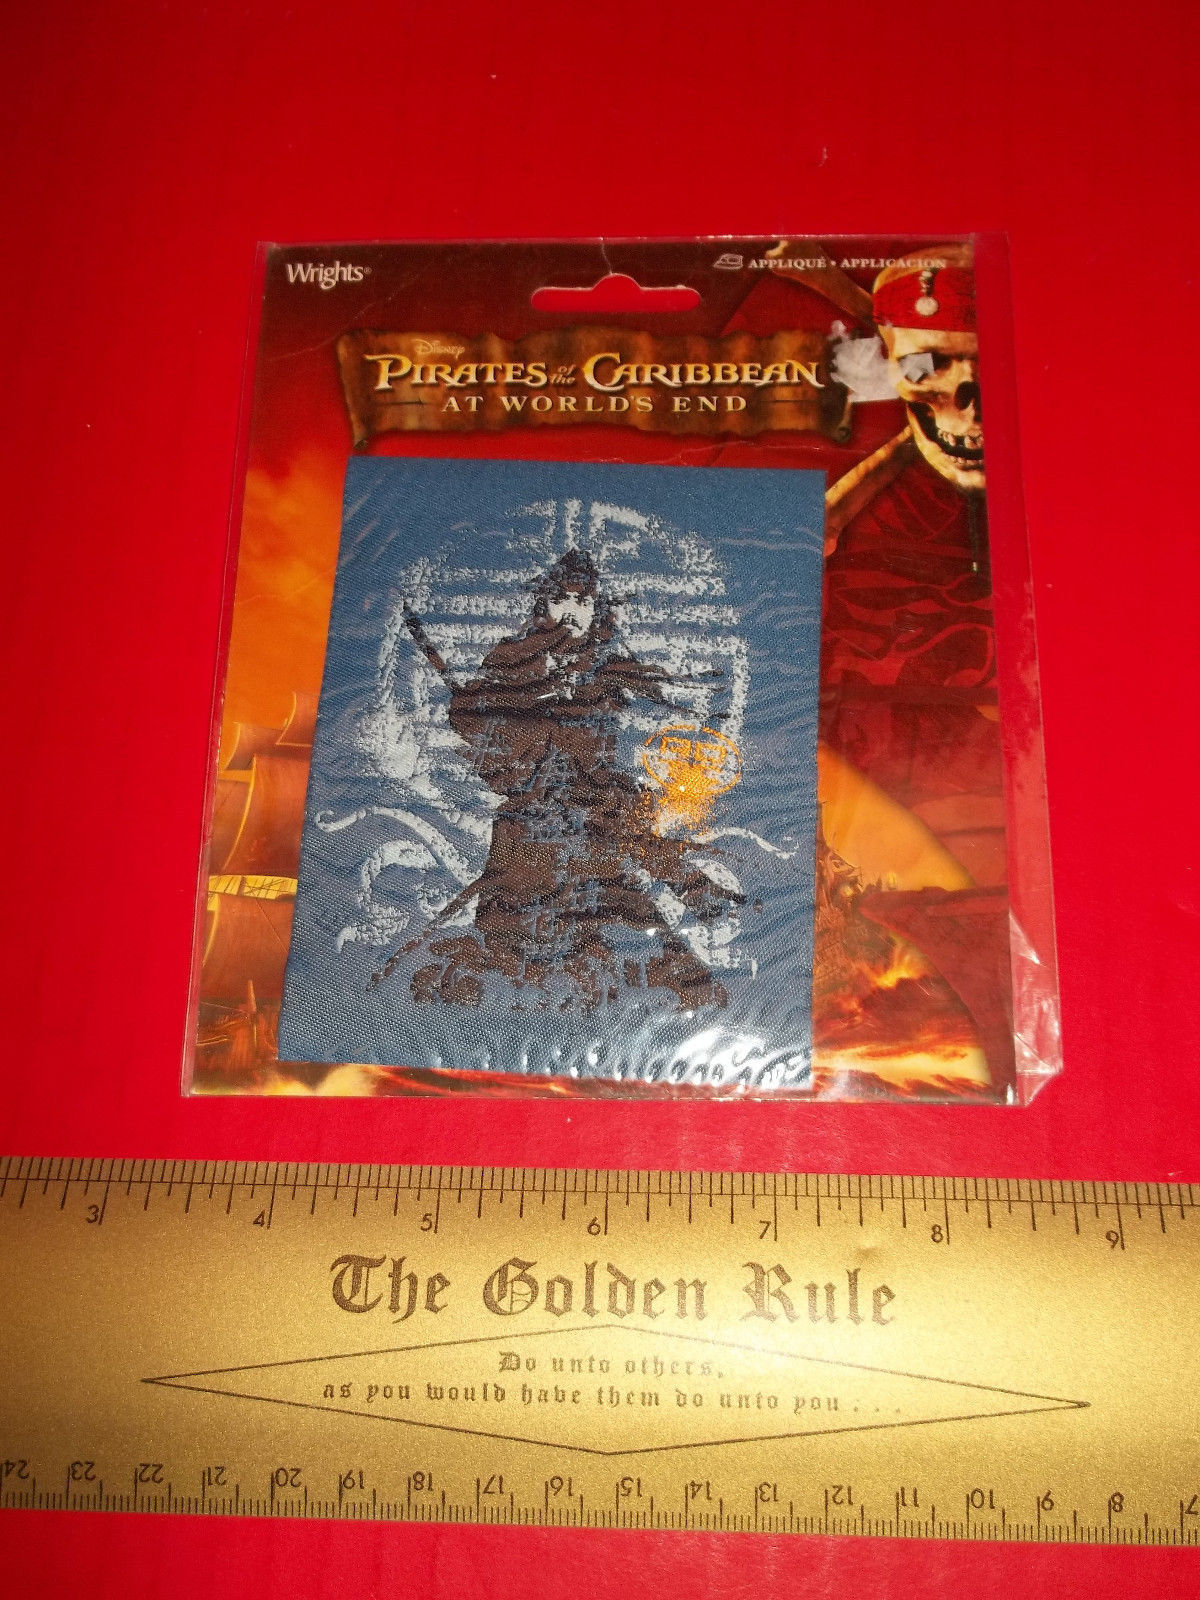 Wrights®
APPLIQUÉ • APPLICACIÓN
Disney
PIRATES of the CARIBBEAN
AT WORLD'S END
3 4 5 6 7 8 9
The Golden Rule
Do unto others,
as you would have them do unto you . . .
24 23 22 21 20 19 18 17 16 15 14 13 12 11 10 9 8 7